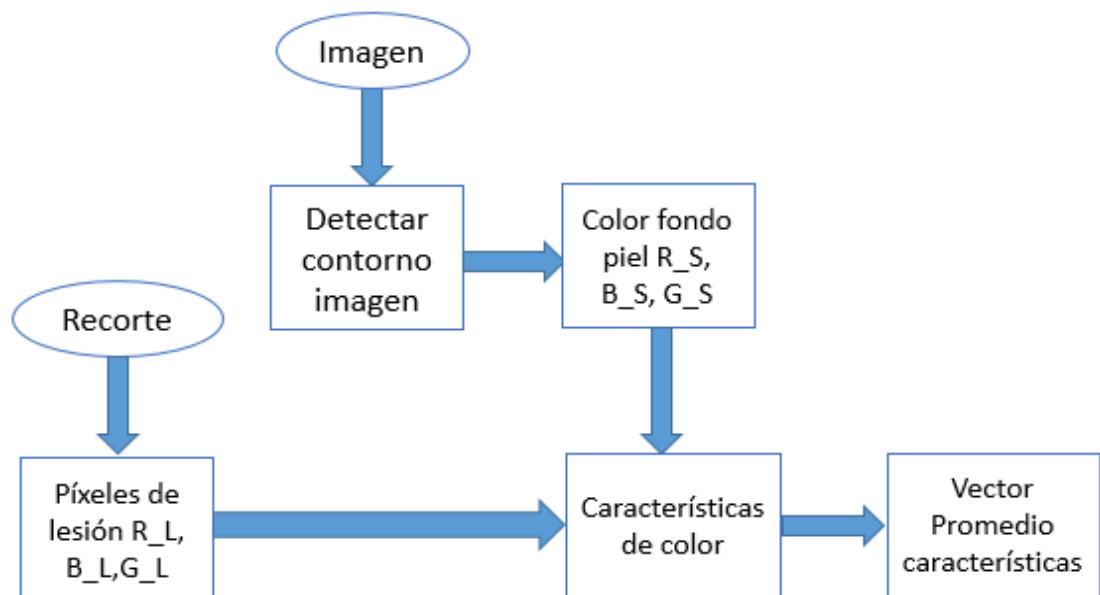 Imagen
Detectar
contorno
imagen
Color fondo
piel R_S,
B_S, G_S
Recorte
Píxeles de
lesión R_L,
B_L,G_L
Características
de color
Vector
Promedio
características